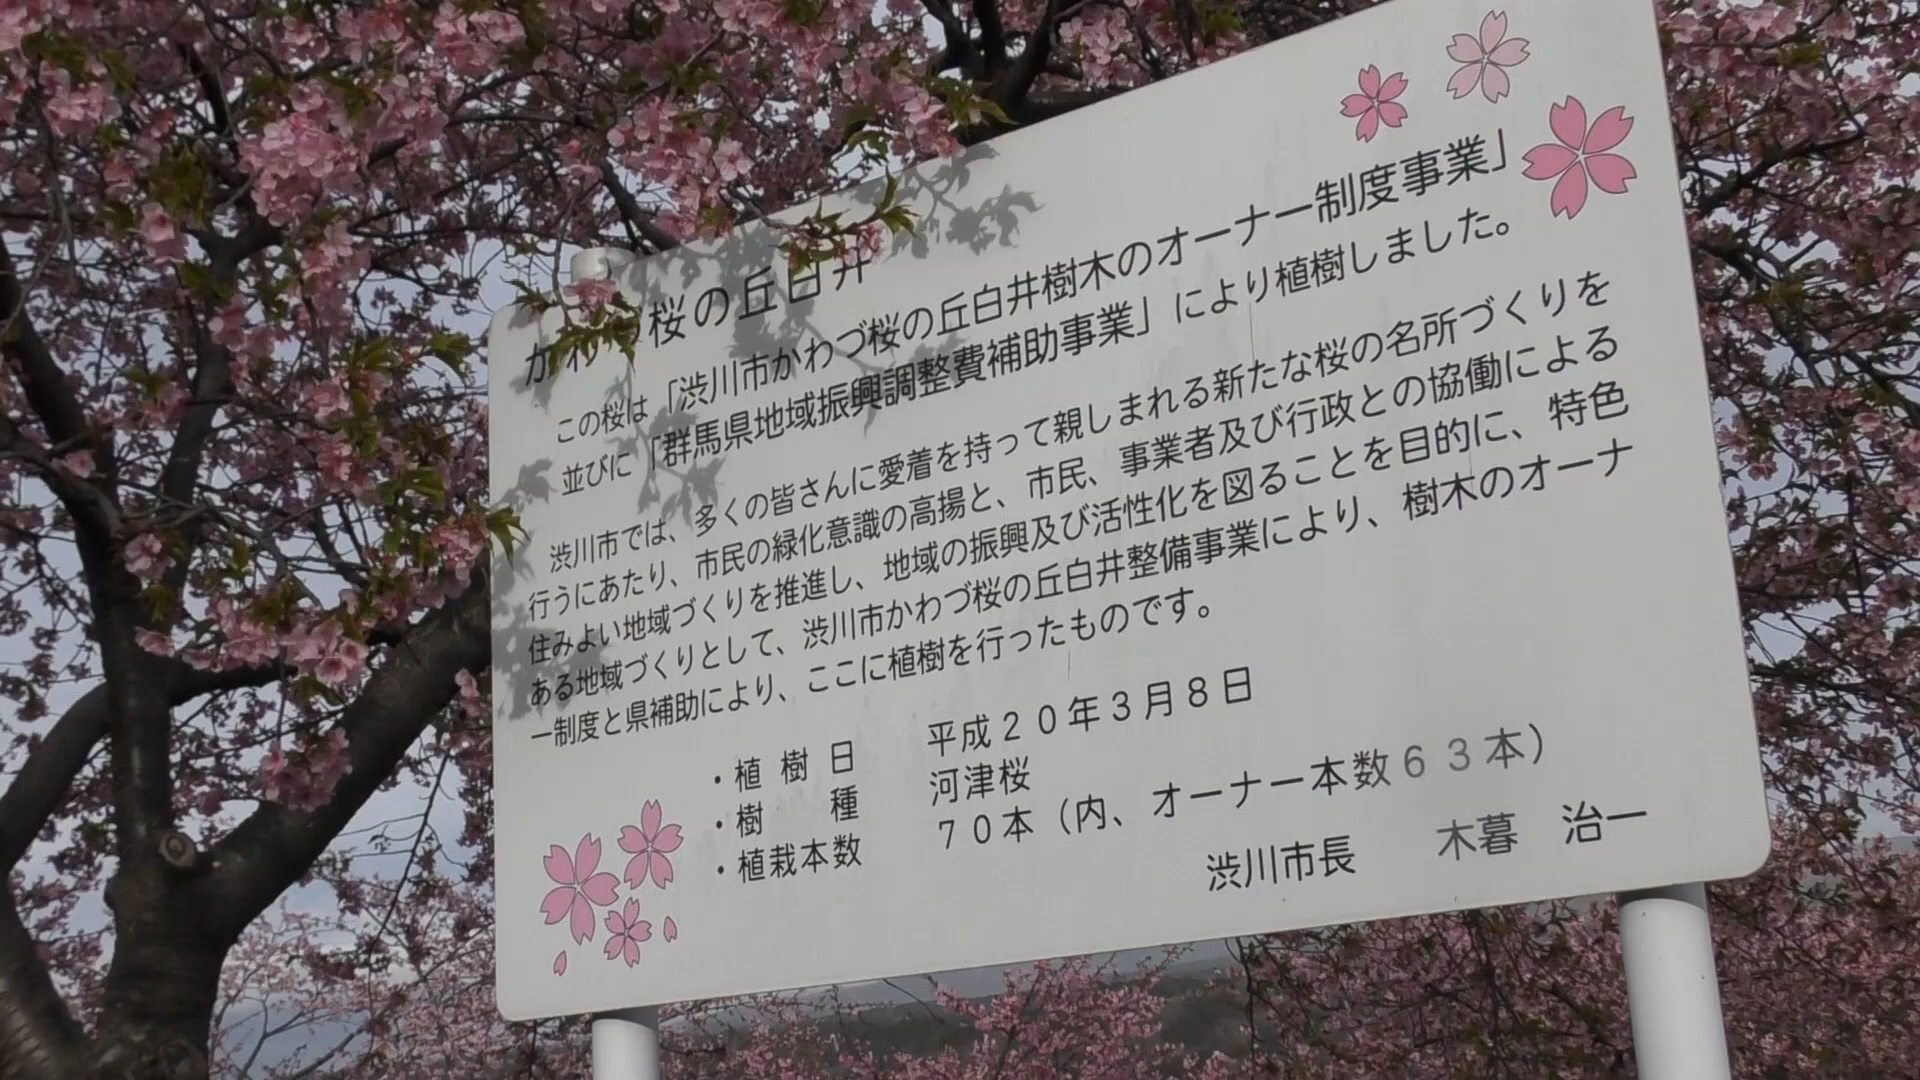 かわづ桜の丘白井
この桜は「渋川市かわづ桜の丘白井樹木のオーナー制度事業」
並びに「群馬県地域振興調整費補助事業」により植樹しました。
渋川市では、多くの皆さんに愛着を持って親しまれる新たな桜の名所づくりを
行うにあたり、市民の緑化意識の高揚と、市民、事業者及び行政との協働による
住みよい地域づくりを推進し、地域の振興及び活性化を図ることを目的に、特色
ある地域づくりとして、渋川市かわづ桜の丘白井整備事業により、樹木のオーナ
ー制度と県補助により、ここに植樹を行ったものです。
・植樹日 平成20年3月8日
・樹種 河津桜
・植栽本数 70本（内、オーナー本数63本）
渋川市長 木暮 治一